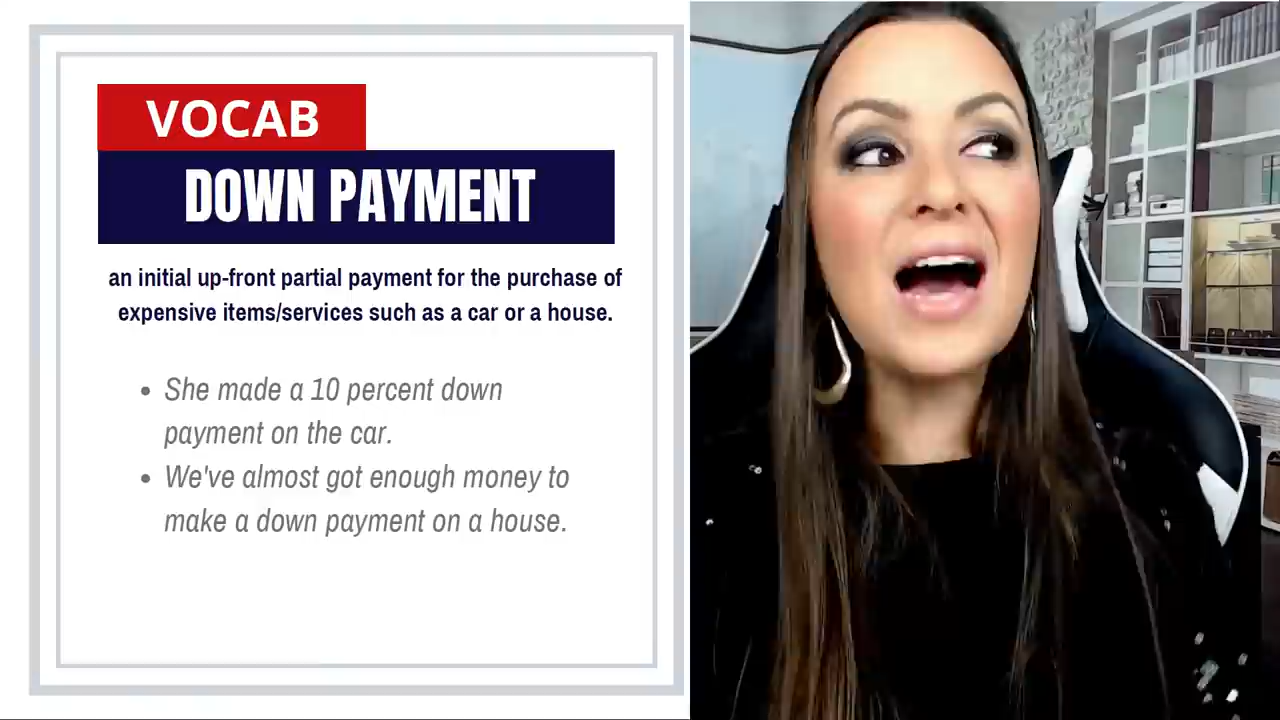 VOCAB
DOWN PAYMENT
an initial up-front partial payment for the purchase of
expensive items/services such as a car or a house.
• She made a 10 percent down
payment on the car.
• We've almost got enough money to
make a down payment on a house.